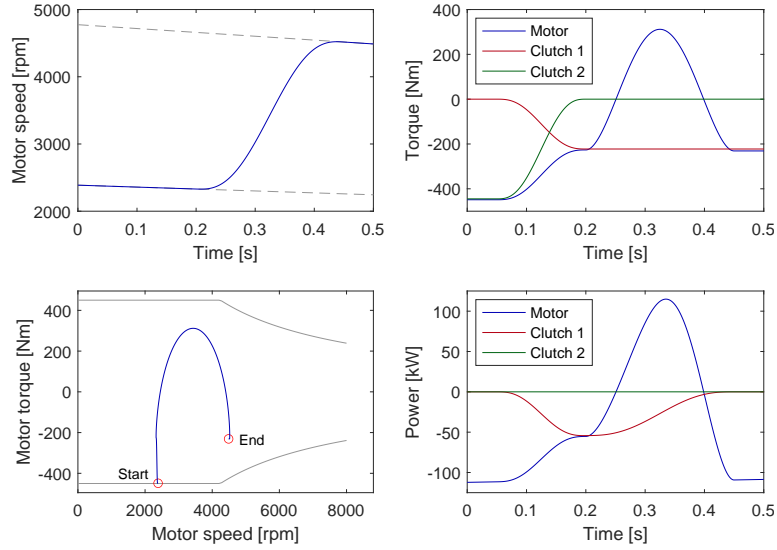 5000
4000
3000
2000
Motor speed [rpm]
0
0.1
0.2
0.3
0.4
0.5
Time [s]
400
200
0
-200
-400
Torque [Nm]
Motor
Clutch 1
Clutch 2
0
0.1
0.2
0.3
0.4
0.5
Time [s]
400
200
0
-200
-400
Motor torque [Nm]
Start
End
0
2000
4000
6000
8000
Motor speed [rpm]
100
50
0
-50
-100
Power [kW]
Motor
Clutch 1
Clutch 2
0
0.1
0.2
0.3
0.4
0.5
Time [s]